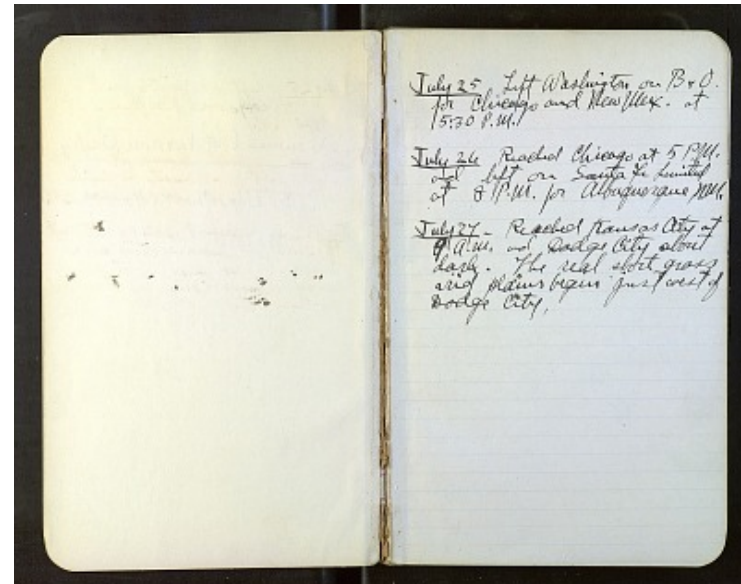 July 25 Left Washington on B & O.
for Chicago and New Mex. at
5:30 P.M.
July 26 Reached Chicago at 5 P.M.
and left on Santa Fe Limited
at 8 P.M. for Albuquerque N.M.
July 27 - Reached Kansas City at
9 A.M. and Dodge City about
dark. The real short grass
arid plains begin just west of
Dodge City.